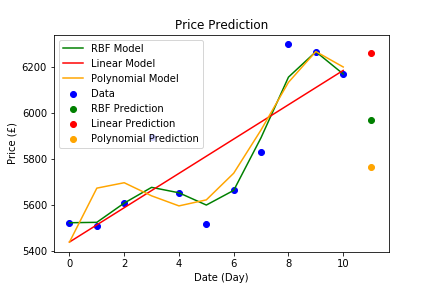 Price Prediction
Price (£)
6200
6000
5800
5600
5400
RBF Model
Linear Model
Polynomial Model
Data
RBF Prediction
Linear Prediction
Polynomial Prediction
0 2 4 6 8 10
Date (Day)